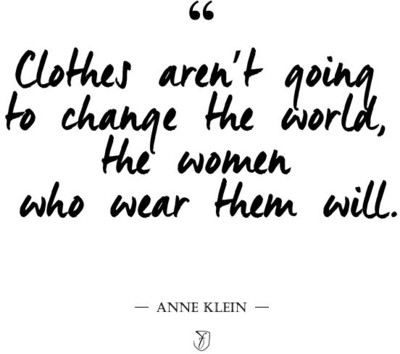 “
Clothes aren't going
to change the world,
the women
who wear them will.
— ANNE KLEIN —